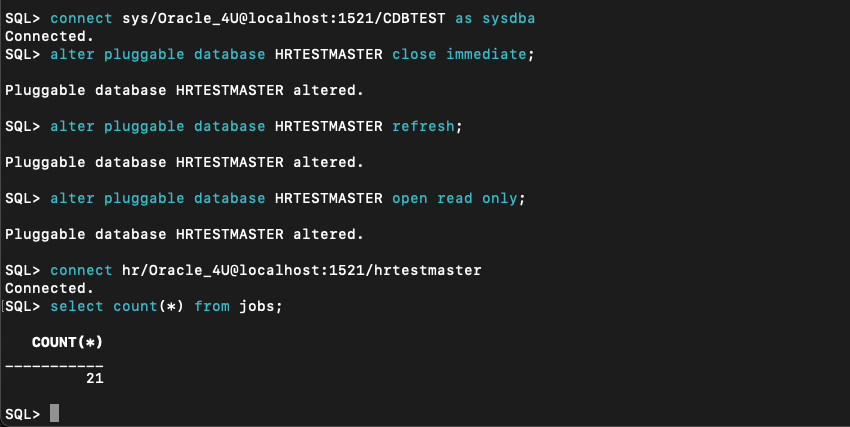 SQL> connect sys/Oracle_4U@localhost:1521/CDBTEST as sysdba
Connected.
SQL> alter pluggable database HRTESTMASTER close immediate;
Pluggable database HRTESTMASTER altered.
SQL> alter pluggable database HRTESTMASTER refresh;
Pluggable database HRTESTMASTER altered.
SQL> alter pluggable database HRTESTMASTER open read only;
Pluggable database HRTESTMASTER altered.
SQL> connect hr/Oracle_4U@localhost:1521/hrtestmaster
Connected.
SQL> select count(*) from jobs;
COUNT(*)
___________
21
SQL>